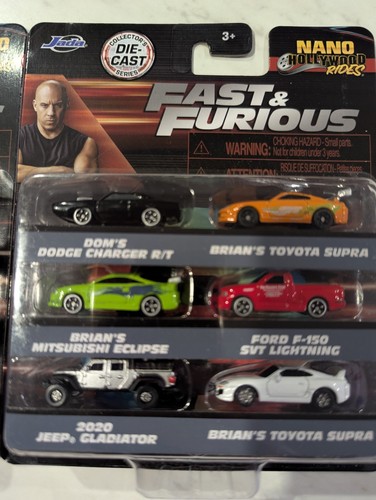 Jada
COLLECTOR'S
DIE-
CAST
SERIES
3+
NANO
HOLLYWOOD
RIDES
FAST &
FURIOUS
WARNING: CHOKING HAZARD - Small parts.
Not for children under 3 years.
DOM'S
DODGE CHARGER R/T
BRIAN'S TOYOTA SUPRA
BRIAN'S
MITSUBISHI ECLIPSE
FORD F-150
SVT LIGHTNING
2020
JEEP® GLADIATOR
BRIAN'S TOYOTA SUPRA